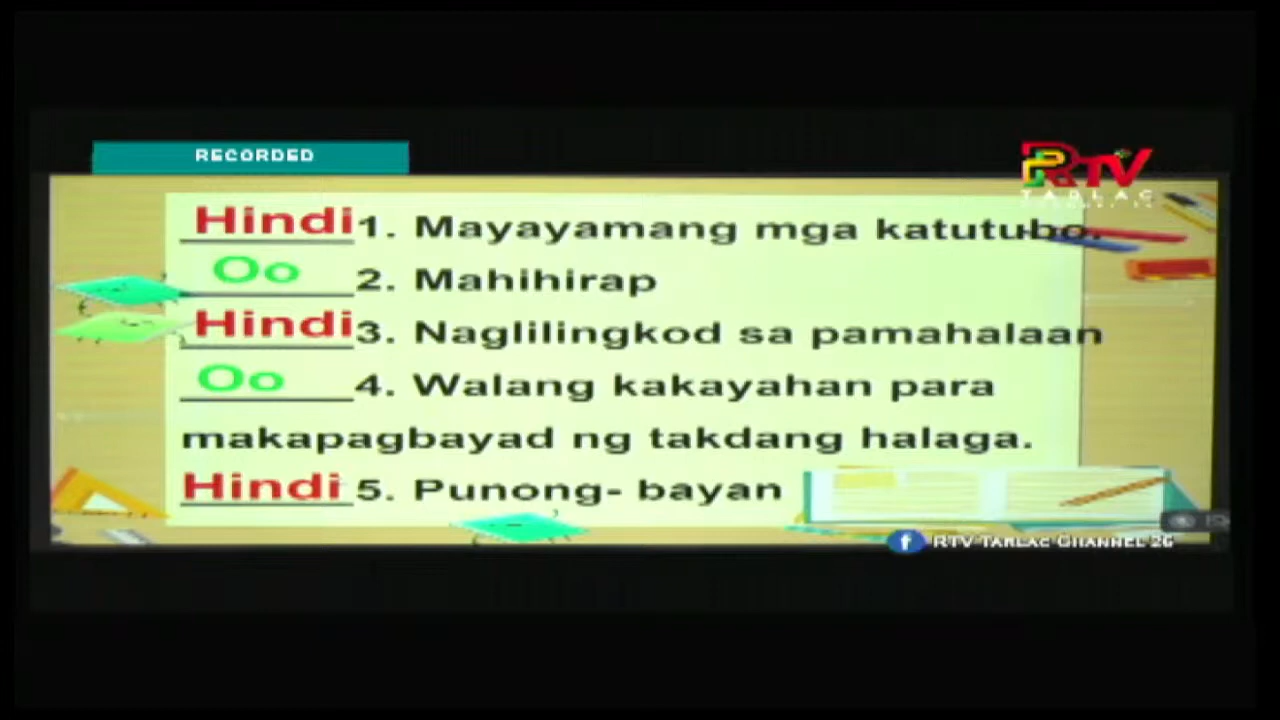 RECORDED
RTV
TARLAC
Hindi 1. Mayayamang mga katutubo.
Oo 2. Mahihirap
Hindi 3. Naglilingkod sa pamahalaan
Oo 4. Walang kakayahan para
makapagbayad ng takdang halaga.
Hindi 5. Punong- bayan
RTV TARLAC CHANNEL 26